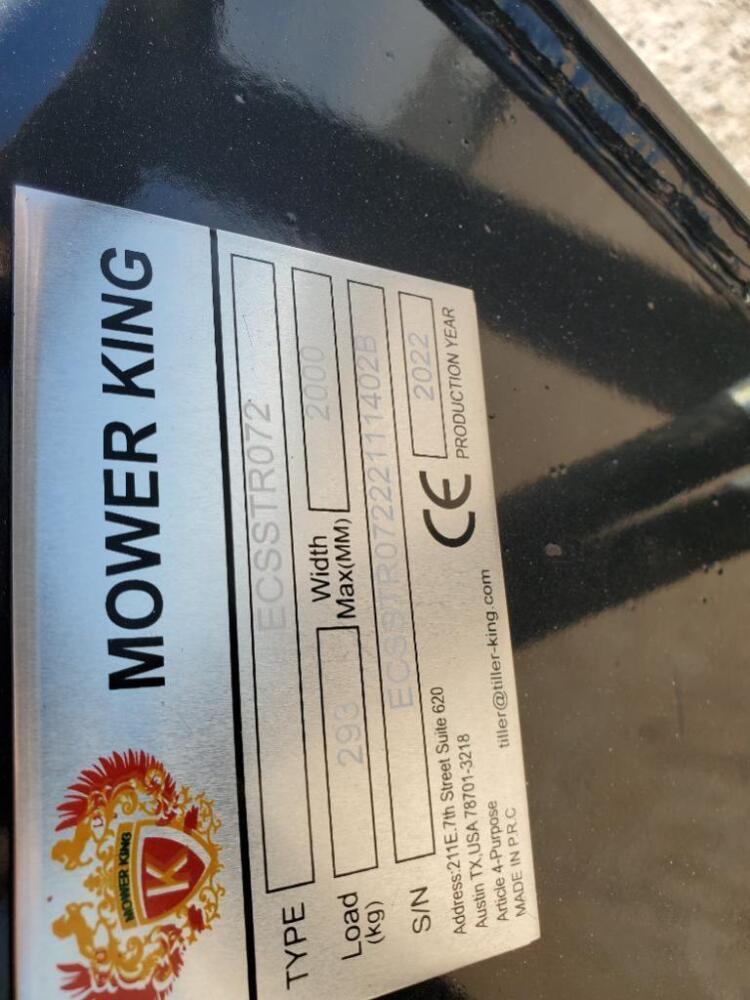 MOWER KING
K
MOWER KING
TYPE ECSSTR072
Load (kg) 293 Width Max(MM) 2000
S/N ECSSTR07222111402B
Address:211E.7th Street Suite 620
Austin TX,USA 78701-3218
Article 4-Purpose
MADE IN P.R.C
tiller@tiller-king.com
CE
2022
PRODUCTION YEAR